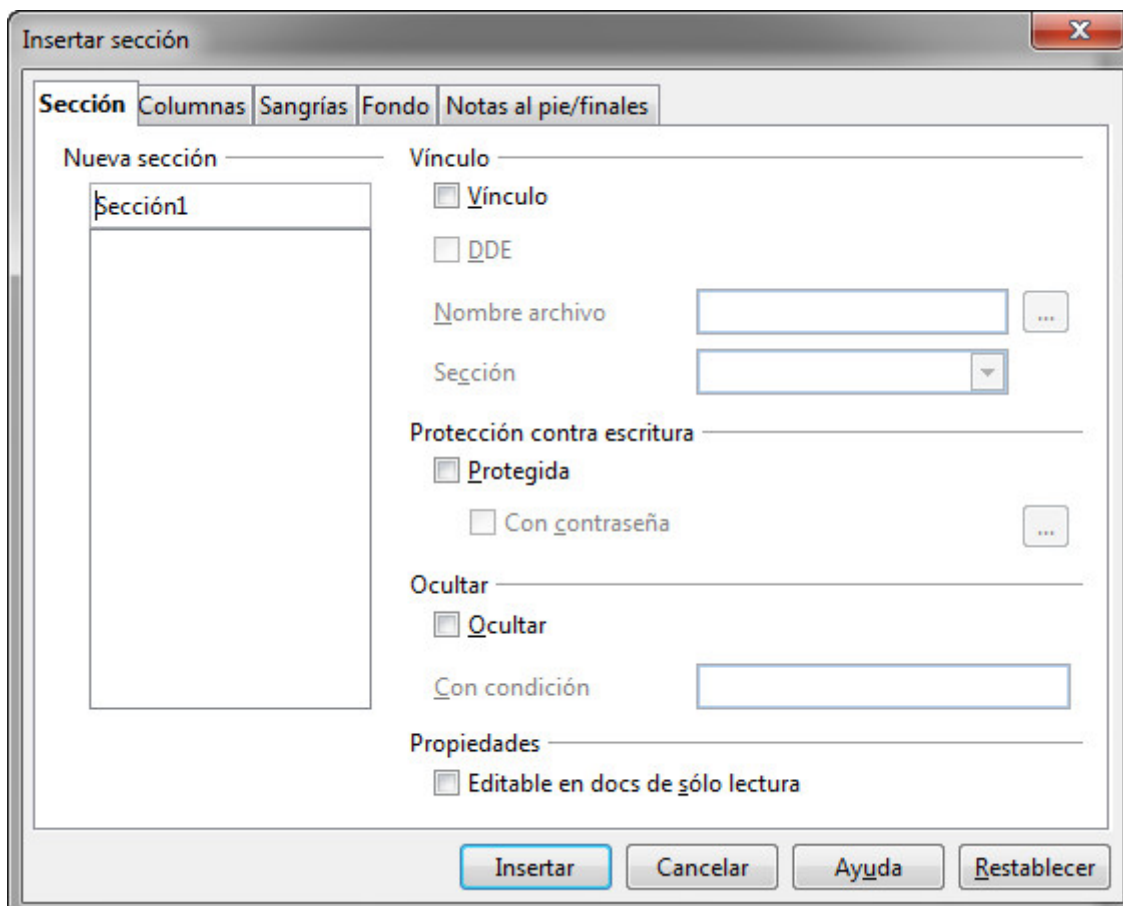 Insertar sección
Sección Columnas Sangrías Fondo Notas al pie/finales
Nueva sección
Sección1
Vínculo
Vínculo
DDE
Nombre archivo ...
Sección
Protección contra escritura
Protegida
Con contraseña ...
Ocultar
Ocultar
Con condición
Propiedades
Editable en docs de sólo lectura
Insertar Cancelar Ayuda Restablecer